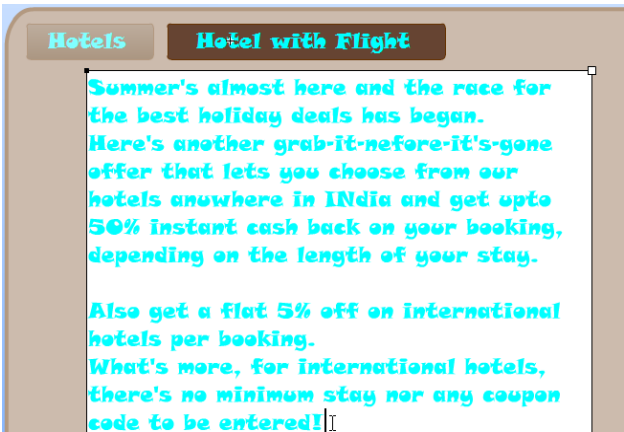 Hotels
Hotel with Flight
Summer's almost here and the race for
the best holiday deals has began.
Here's another grab-it-nefore-it's-gone
offer that lets you choose from our
hotels anuwhere in INdia and get upto
50% instant cash back on your booking,
depending on the length of your stay.
Also get a flat 5% off on international
hotels per booking.
What's more, for international hotels,
there's no minimum stay nor any coupon
code to be entered!